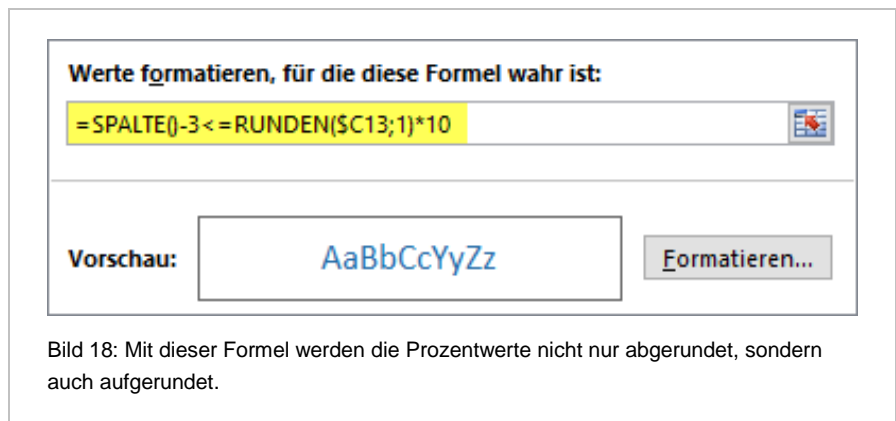 Werte formatieren, für die diese Formel wahr ist:
=SPALTE()-3<=RUNDEN($C13;1)*10
Vorschau: AaBbCcYyZz Formatieren...
Bild 18: Mit dieser Formel werden die Prozentwerte nicht nur abgerundet, sondern
auch aufgerundet.